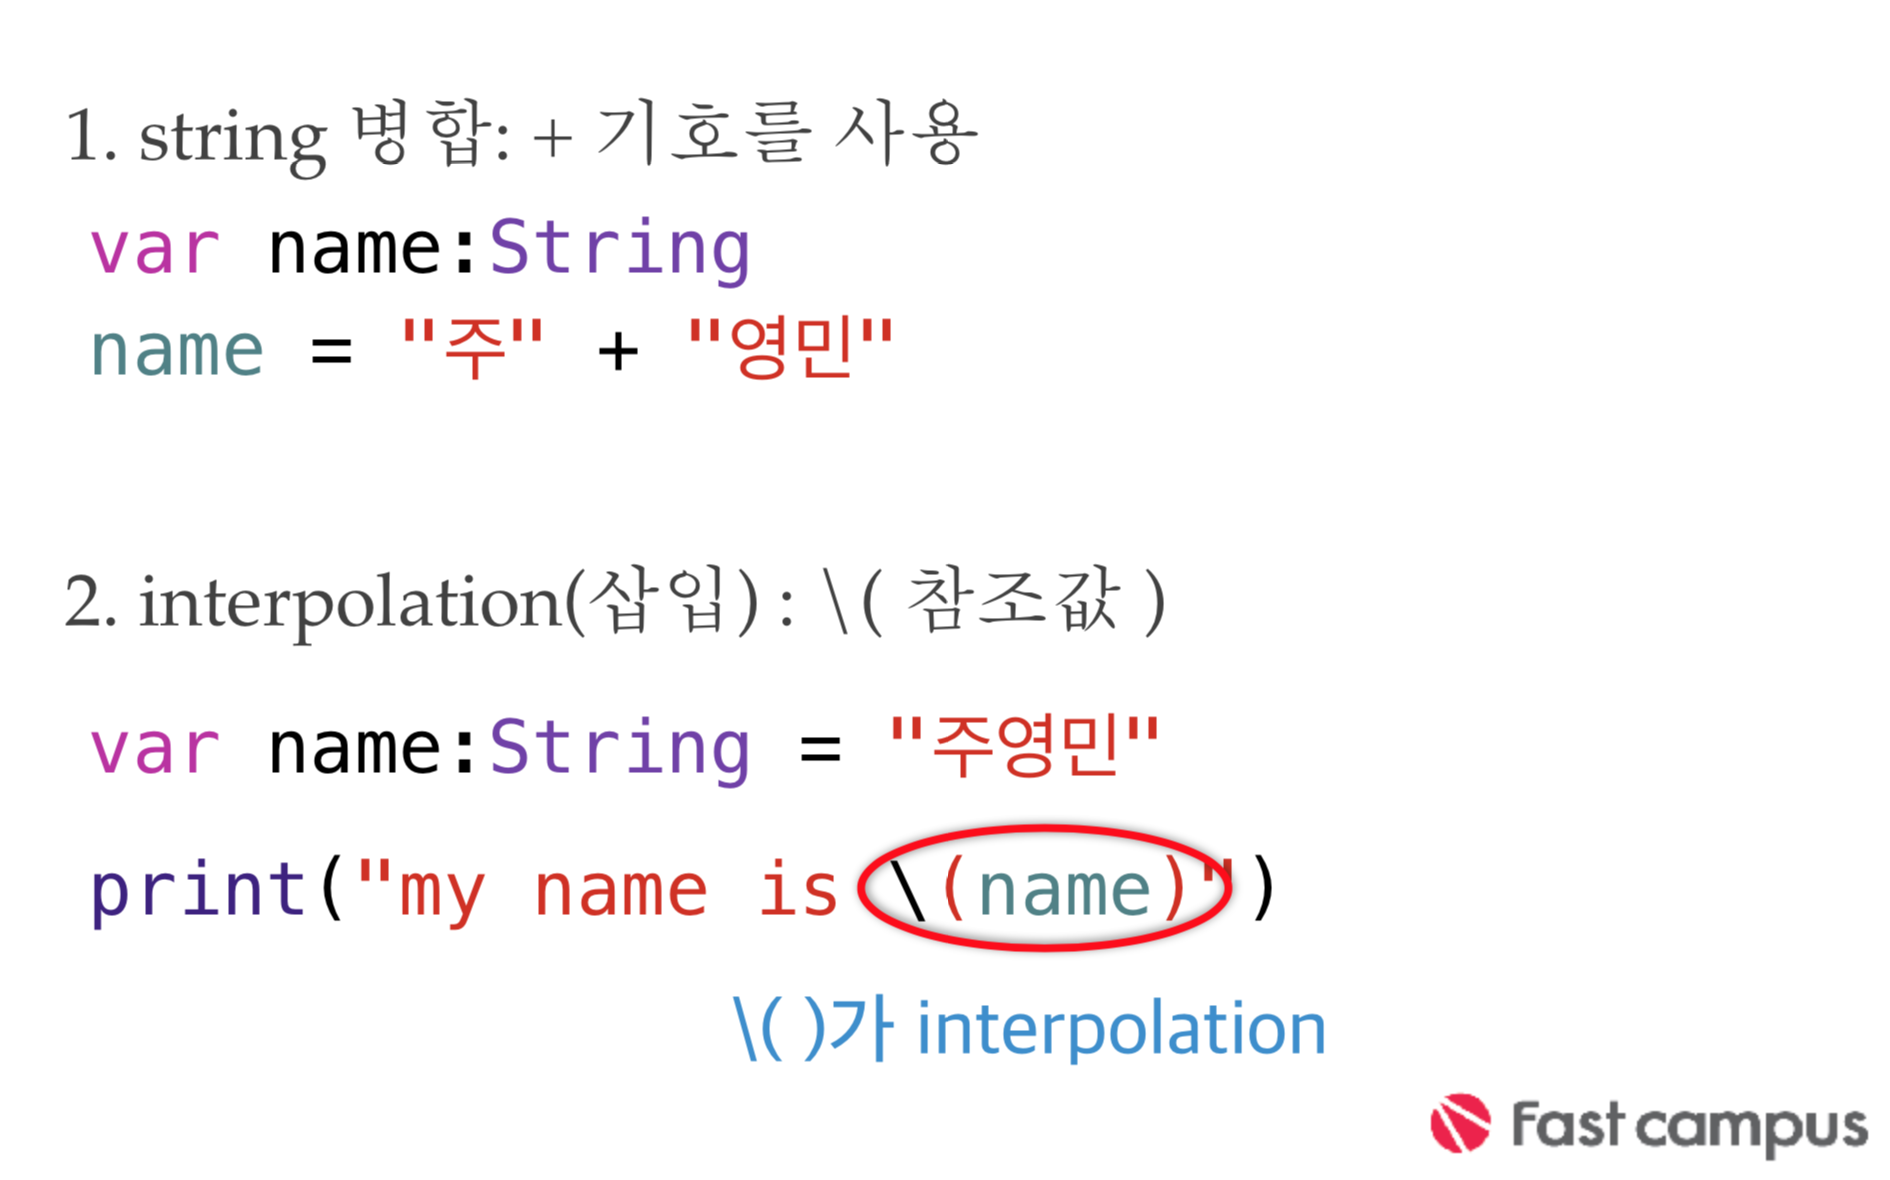 1. string 병합: + 기호를 사용
var name:String
name = "주" + "영민"
2. interpolation(삽입) : \( 참조값 )
var name:String = "주영민"
print("my name is \(name)")
\( )가 interpolation
fast campus